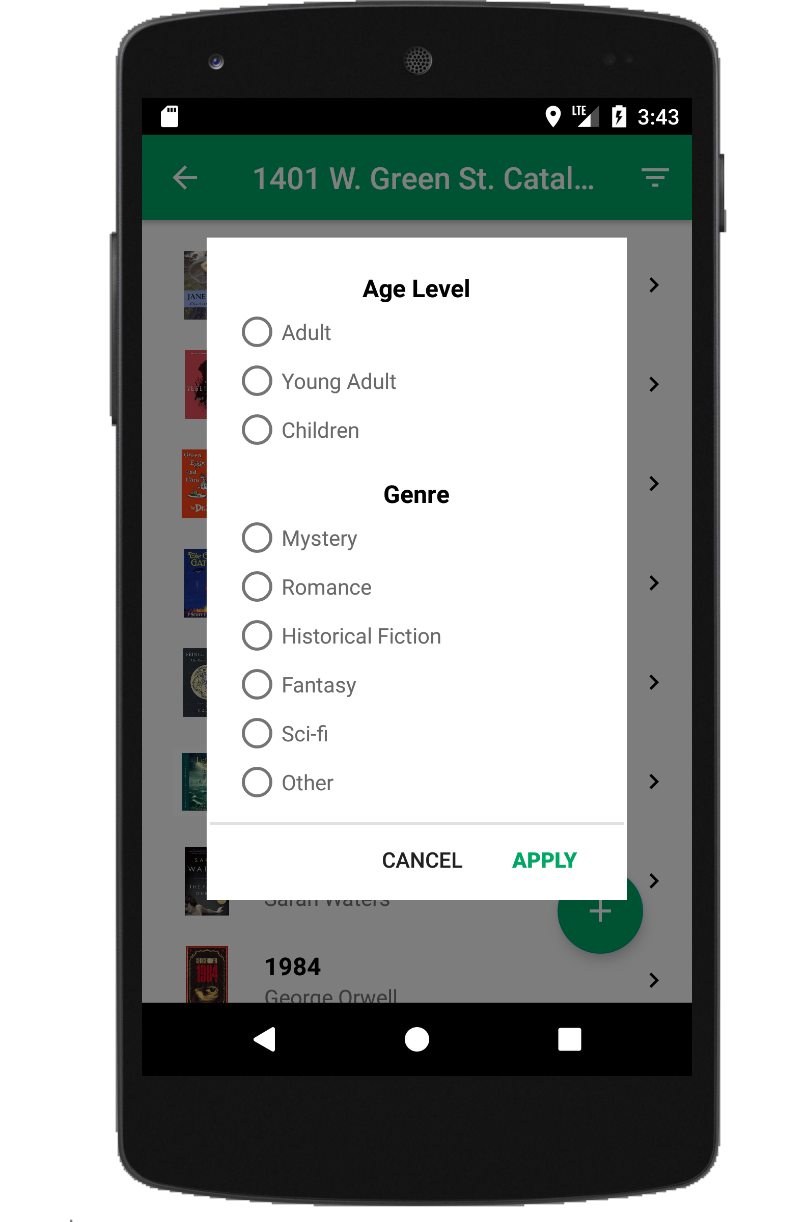 LTE 3:43
1401 W. Green St. Catal...
Age Level
Adult
Young Adult
Children
Genre
Mystery
Romance
Historical Fiction
Fantasy
Sci-fi
Other
CANCEL APPLY
Sarah Waters
1984
George Orwell